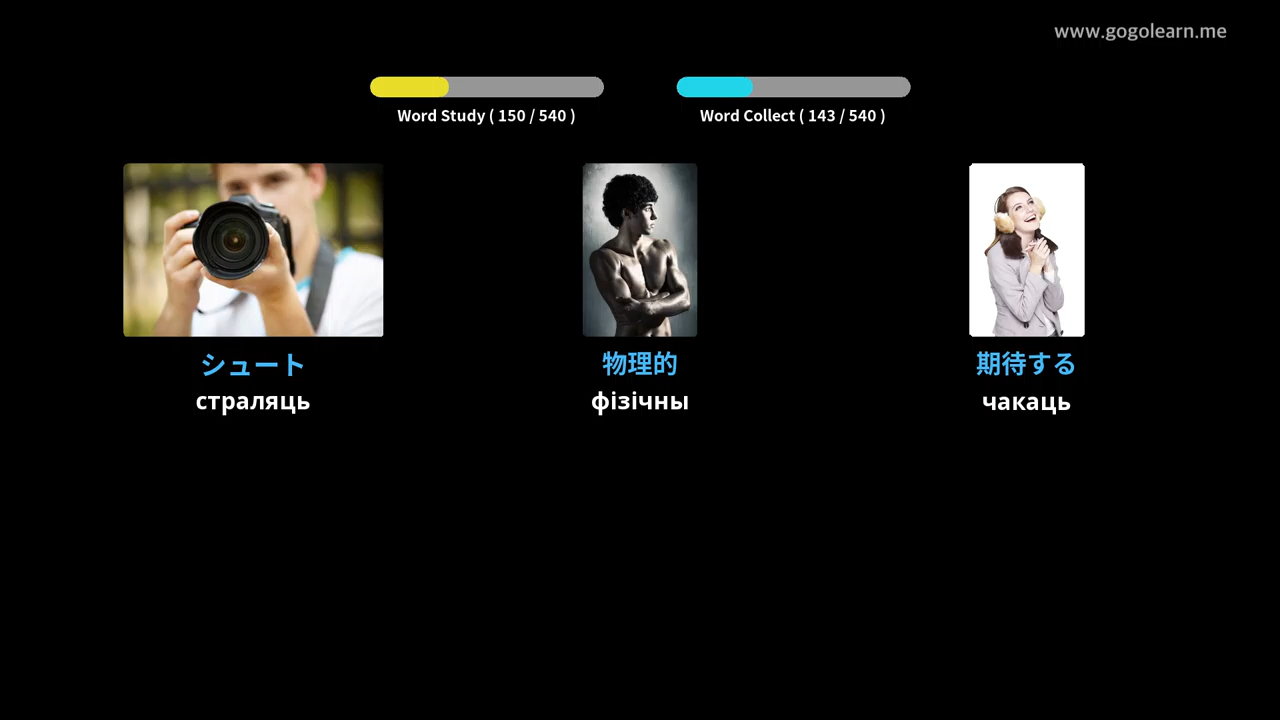 www.gogolearn.me
Word Study ( 150 / 540 )
Word Collect ( 143 / 540 )
シュート
物理的
期待する
страляць
фізічны
чакаць